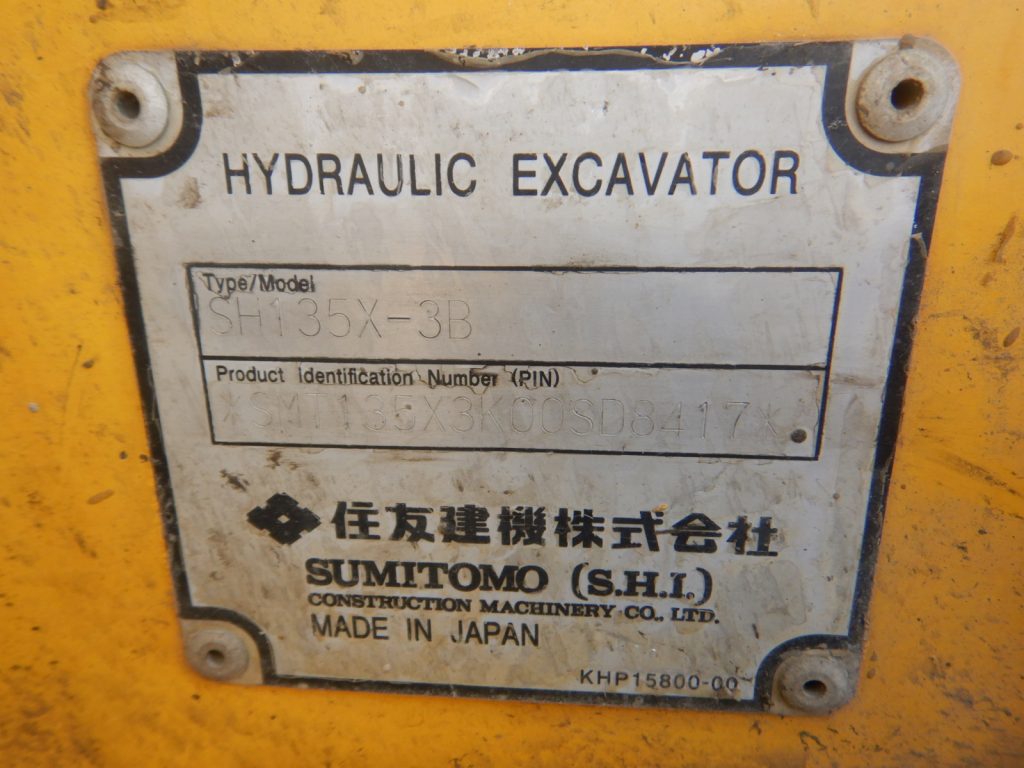 HYDRAULIC EXCAVATOR
Type/Model
SH135X-3B
Product Identification Number (PIN)
*SMT135X3K00SD8417*
住友建機株式会社
SUMITOMO (S.H.I.)
CONSTRUCTION MACHINERY CO., LTD.
MADE IN JAPAN
KHP15800-00